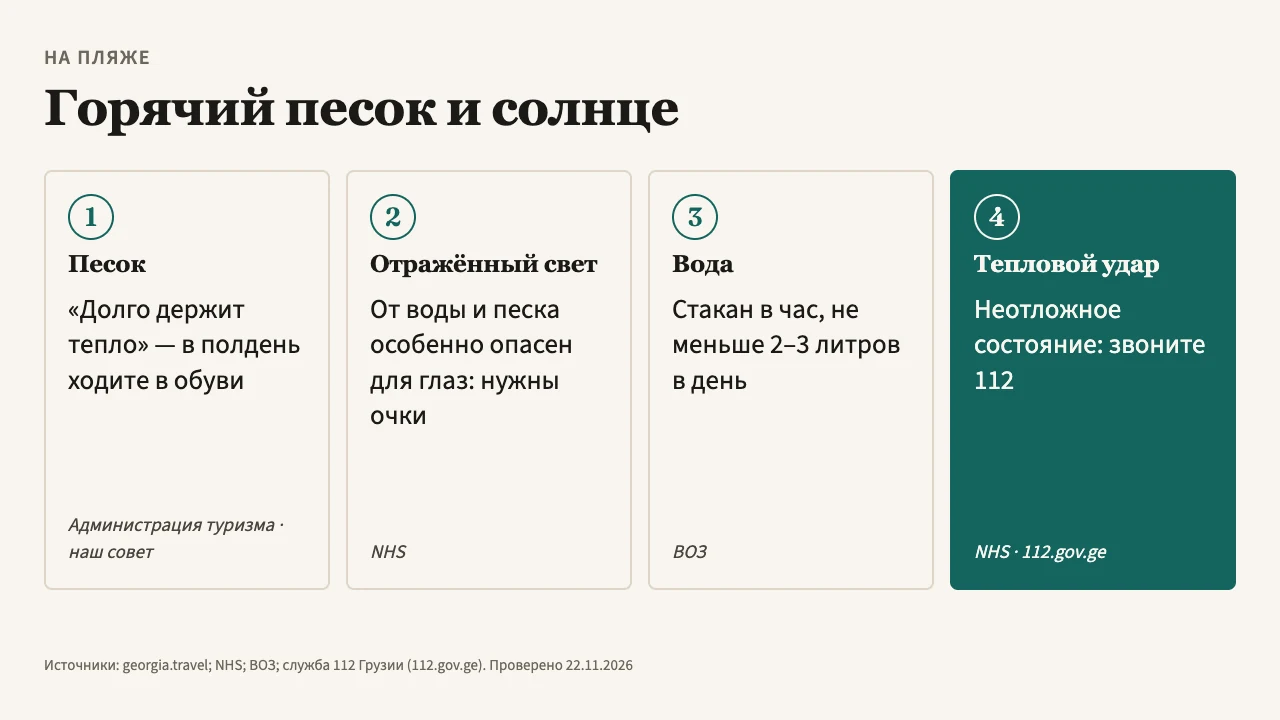 НА ПЛЯЖЕ
Горячий песок и солнце
1
Песок
«Долго держит
тепло» — в полдень
ходите в обуви
Администрация туризма ·
наш совет
2
Отражённый свет
От воды и песка
особенно опасен
для глаз: нужны
очки
NHS
3
Вода
Стакан в час, не
меньше 2–3 литров
в день
ВОЗ
4
Тепловой удар
Неотложное
состояние: звоните
112
NHS · 112.gov.ge
Источники: georgia.travel; NHS; ВОЗ; служба 112 Грузии (112.gov.ge). Проверено 22.11.2026